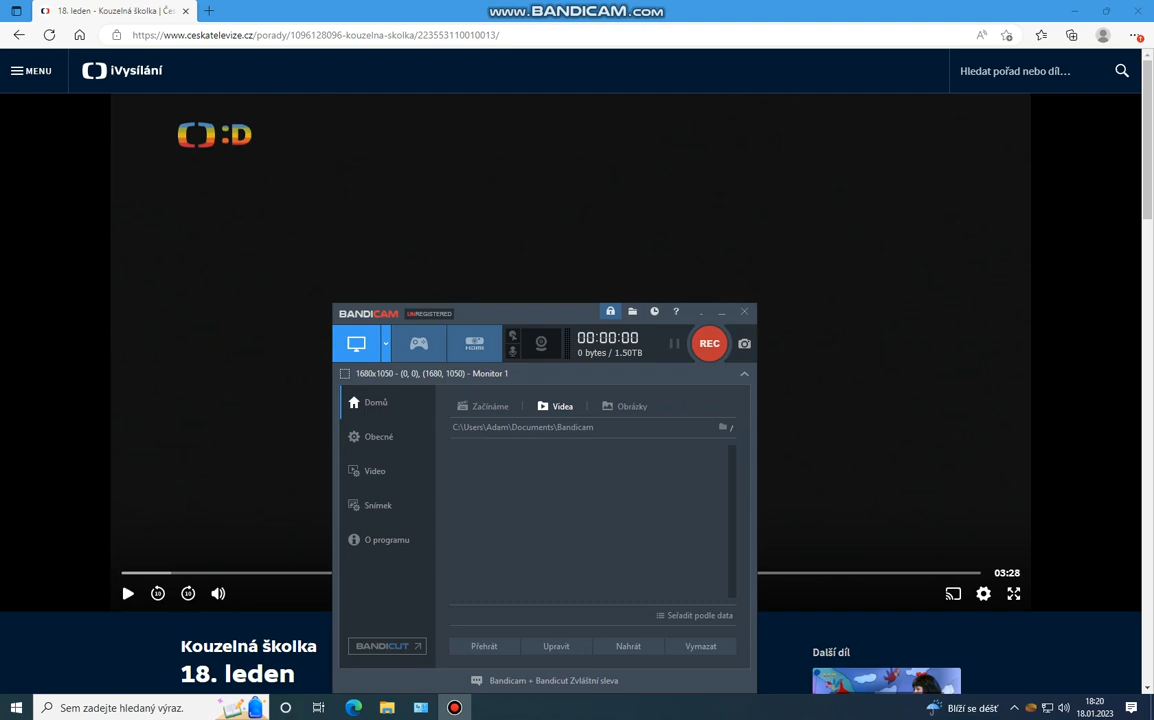 www.BANDICAM.com
18. leden - Kouzelná školka | Čes
https://www.ceskatelevize.cz/porady/1096128096-kouzelna-skolka/223553110010013/
MENU
iVysílání
Hledat pořad nebo díl...
:D
BANDICAM UNREGISTERED
HDMI
00:00:00
0 bytes / 1.50TB
REC
1680x1050 - (0, 0), (1680, 1050) - Monitor 1
Domů
Začínáme
Videa
Obrázky
C:\Users\Adam\Documents\Bandicam
Obecné
Video
Snímek
O programu
03:28
10
10
Seřadit podle data
BANDICUT
Přehrát
Upravit
Nahrát
Vymazat
Kouzelná školka
18. leden
Další díl
Bandicam + Bandicut Zvláštní sleva
Sem zadejte hledaný výraz.
Blíží se déšť
18:20
18.01.2023